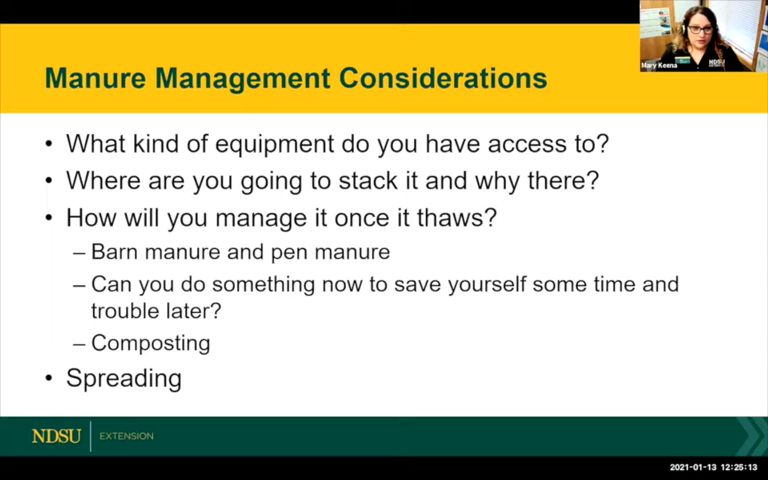 Mary Keena
NDSU
Manure Management Considerations
• What kind of equipment do you have access to?
• Where are you going to stack it and why there?
• How will you manage it once it thaws?
– Barn manure and pen manure
– Can you do something now to save yourself some time and
trouble later?
– Composting
• Spreading
NDSU EXTENSION
2021-01-13 12:25:13